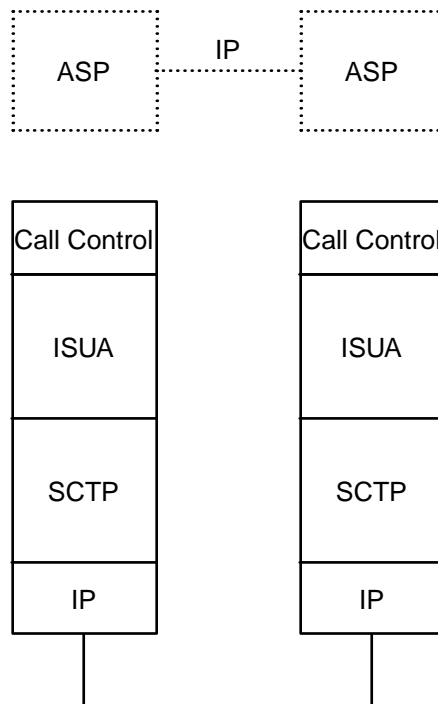 IP
ASP ASP
Call Control Call Control
ISUA ISUA
SCTP SCTP
IP IP